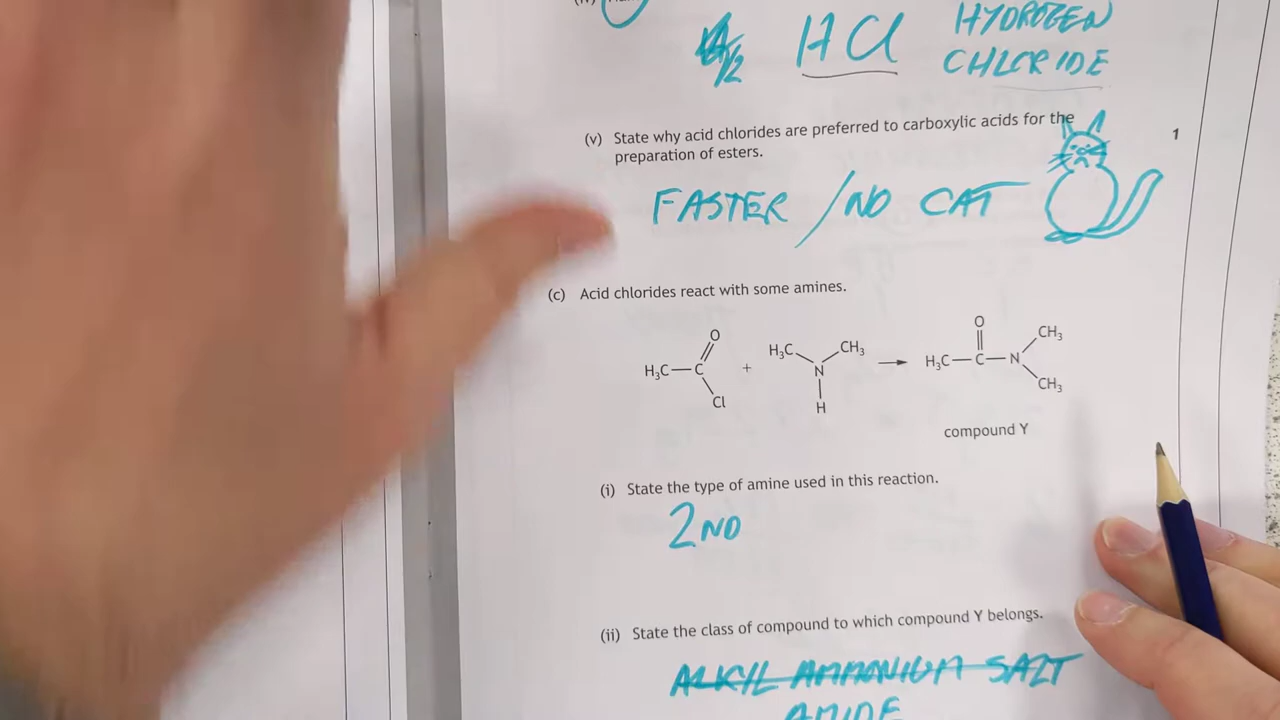 HCl HYDROGEN
CHLORIDE
(v) State why acid chlorides are preferred to carboxylic acids for the
preparation of esters.
1
FASTER / NO CAT
(c) Acid chlorides react with some amines.
O
H₃C—C
Cl
+
H₃C CH₃
N
H
O
H₃C—C—N
CH₃
CH₃
compound Y
(i) State the type of amine used in this reaction.
2ND
(ii) State the class of compound to which compound Y belongs.
ALKYL AMMONIUM SALT
AMIDE